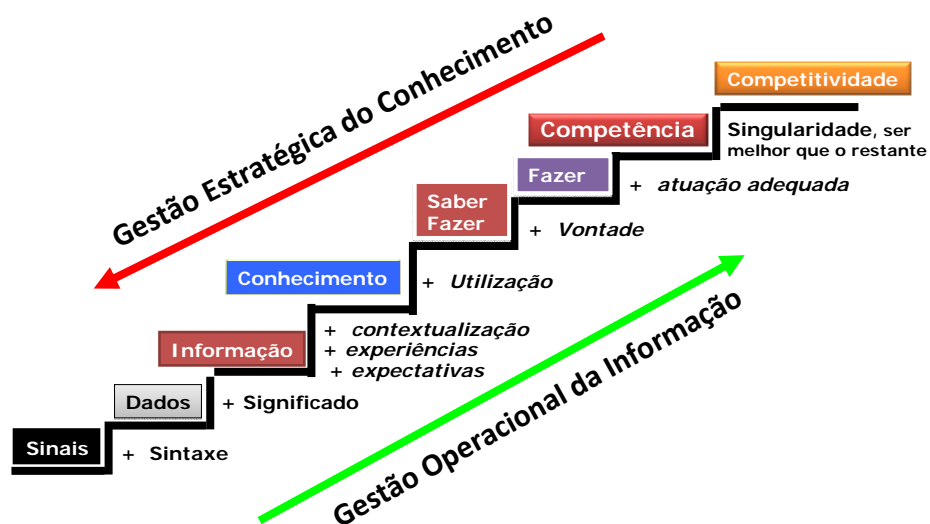 Gestão Estratégica do Conhecimento
Competitividade
Singularidade, ser
melhor que o restante
Competência
+ atuação adequada
Fazer
+ Vontade
Saber
Fazer
+ Utilização
Conhecimento
+ contextualização
+ experiências
+ expectativas
Informação
+ Significado
Dados
+ Sintaxe
Sinais
Gestão Operacional da Informação